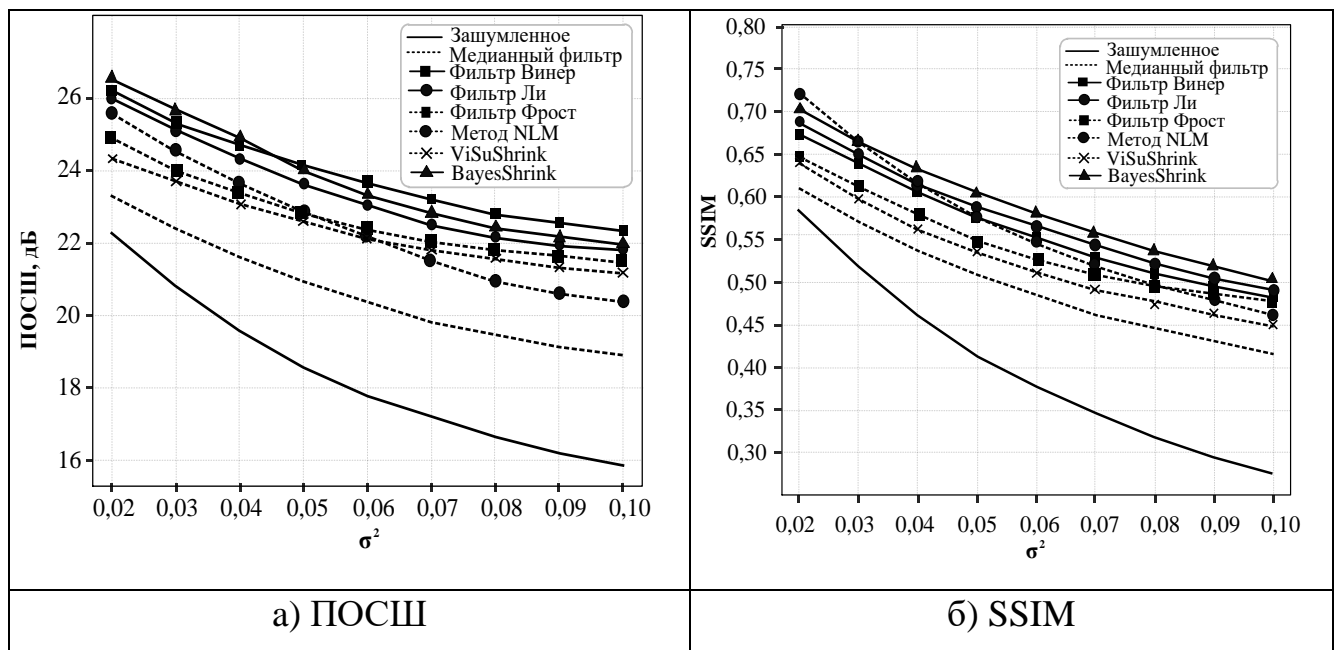 Зашумленное
Медианный фильтр
Фильтр Винер
Фильтр Ли
Фильтр Фрост
Метод NLM
ViSuShrink
BayesShrink
ПОСШ, дБ
26
24
22
20
18
16
0,02 0,03 0,04 0,05 0,06 0,07 0,08 0,09 0,10
σ²
а) ПОСШ
Зашумленное
Медианный фильтр
Фильтр Винер
Фильтр Ли
Фильтр Фрост
Метод NLM
ViSuShrink
BayesShrink
SSIM
0,80
0,75
0,70
0,65
0,60
0,55
0,50
0,45
0,40
0,35
0,30
0,02 0,03 0,04 0,05 0,06 0,07 0,08 0,09 0,10
σ²
б) SSIM